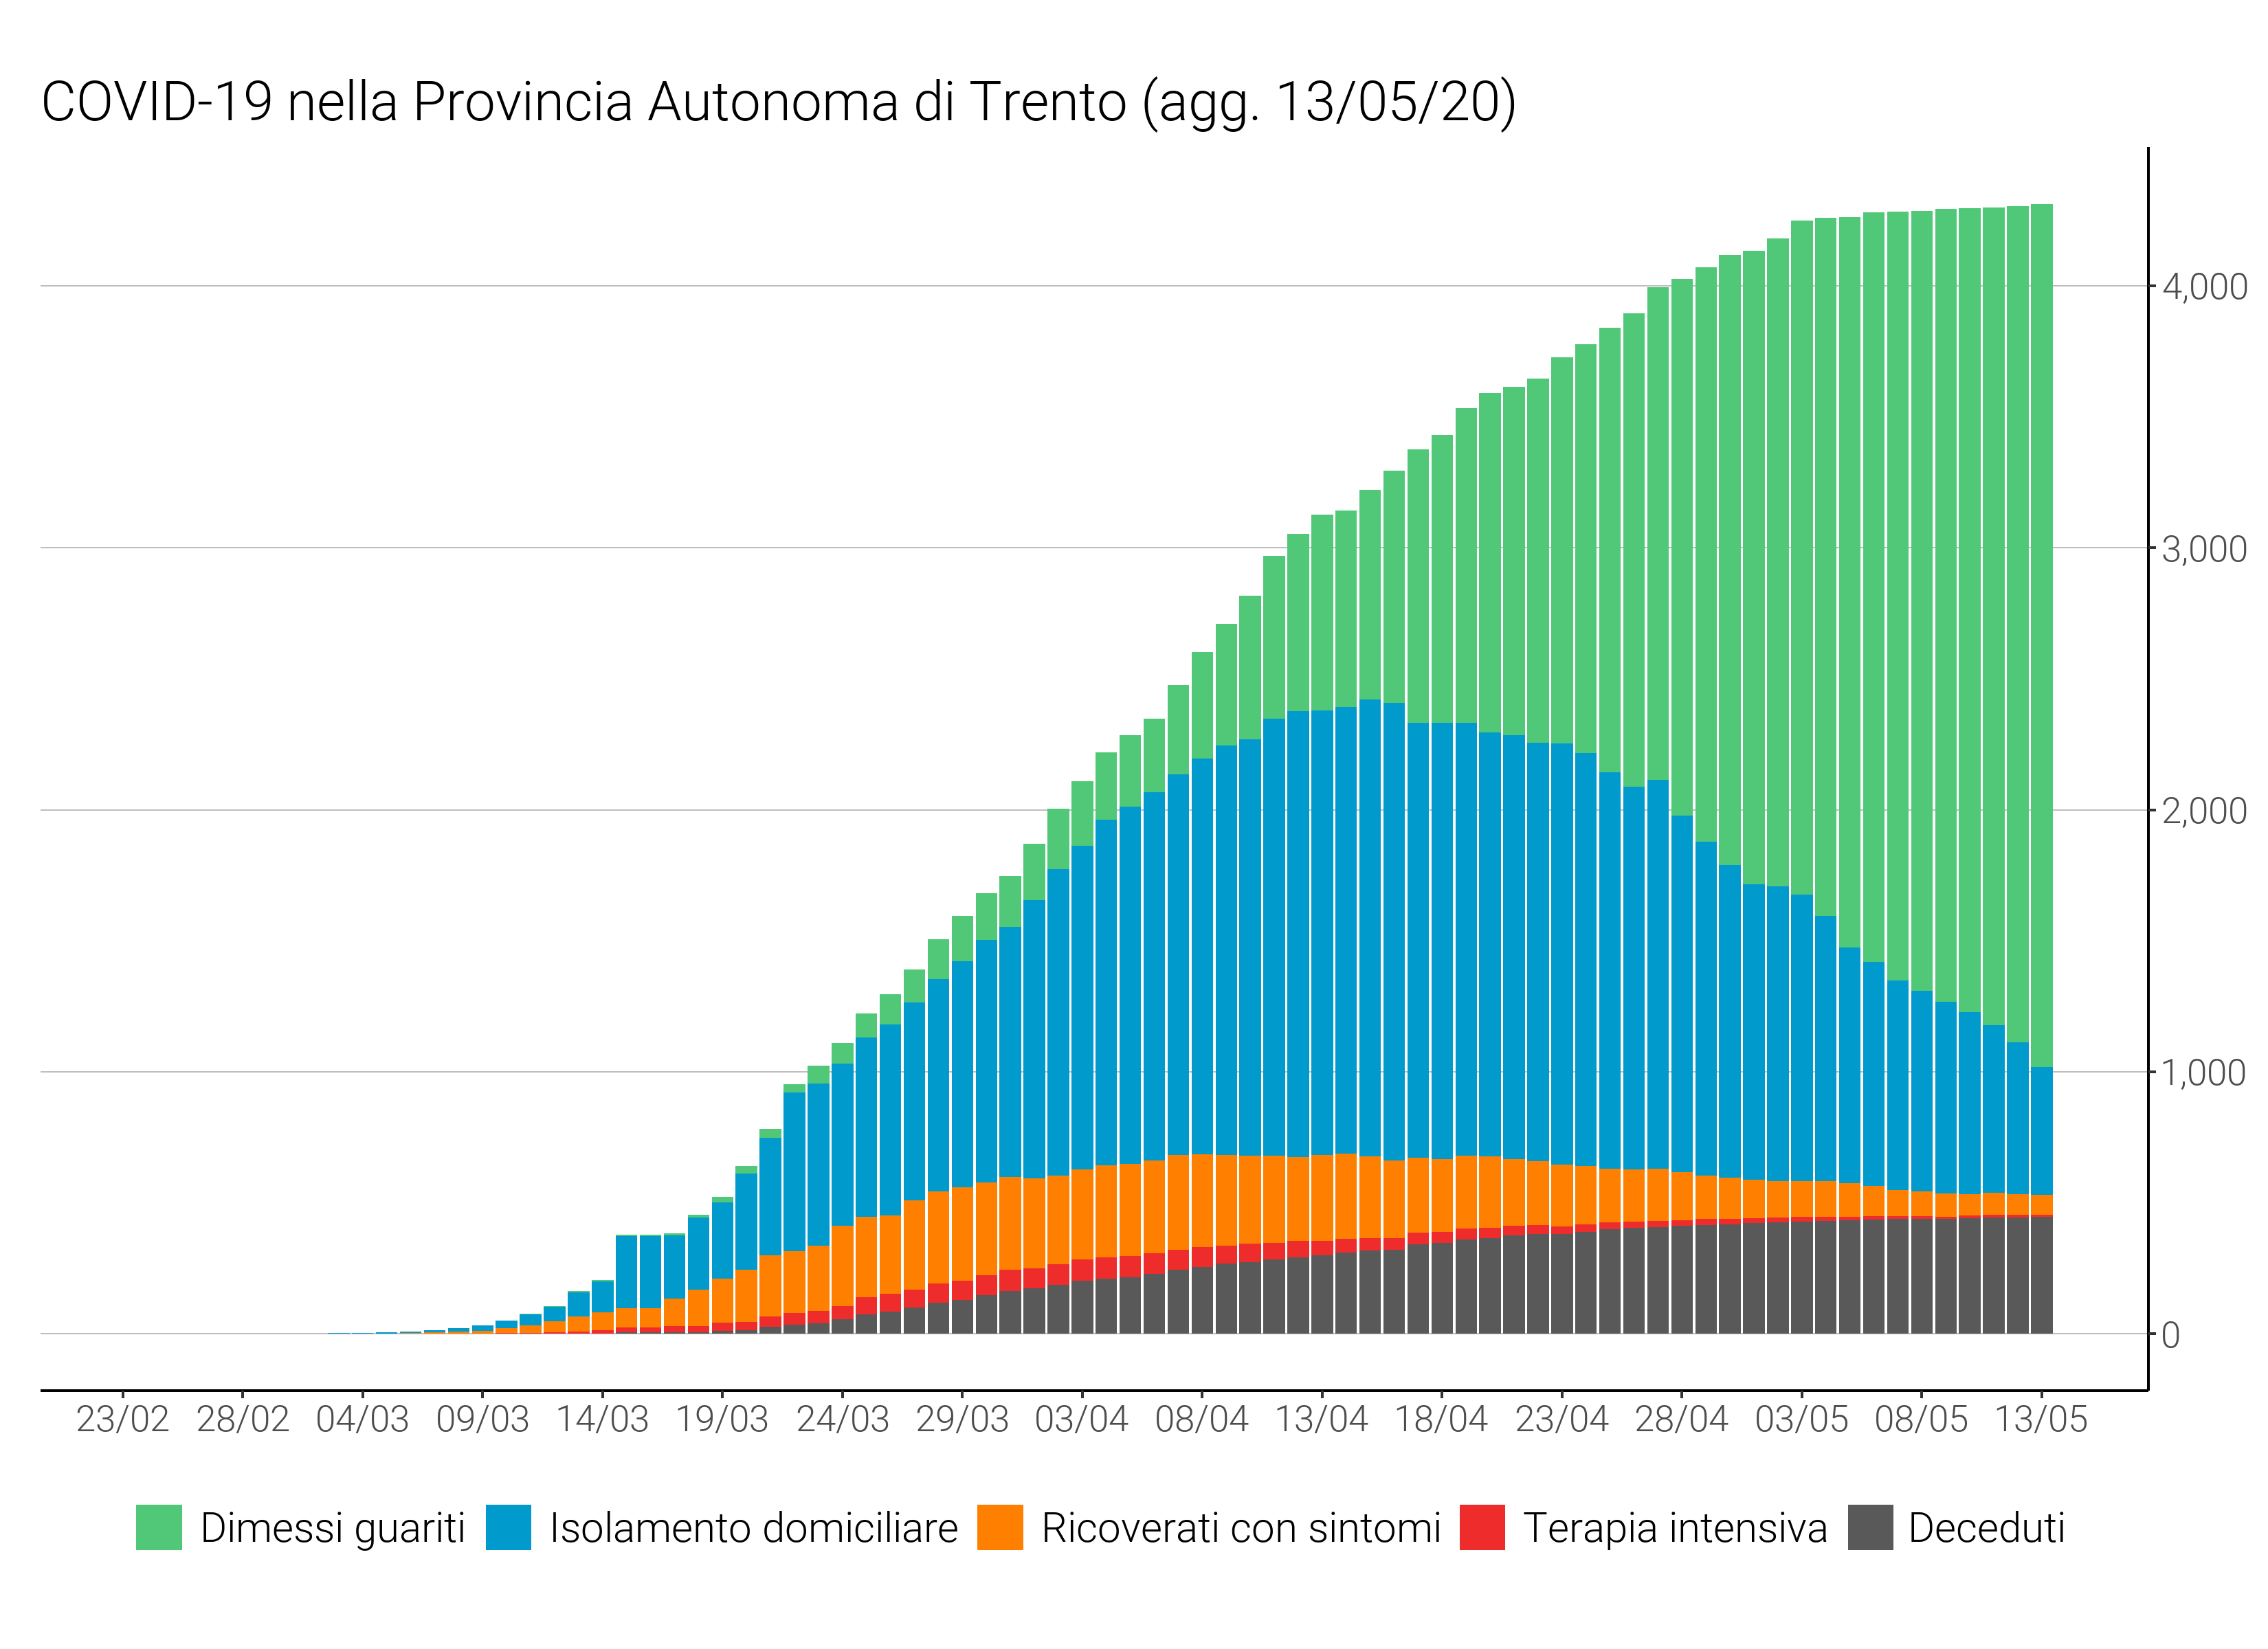 COVID-19 nella Provincia Autonoma di Trento (agg. 13/05/20)
4,000
3,000
2,000
1,000
0
23/02 28/02 04/03 09/03 14/03 19/03 24/03 29/03 03/04 08/04 13/04 18/04 23/04 28/04 03/05 08/05 13/05
Dimessi guariti Isolamento domiciliare Ricoverati con sintomi Terapia intensiva Deceduti